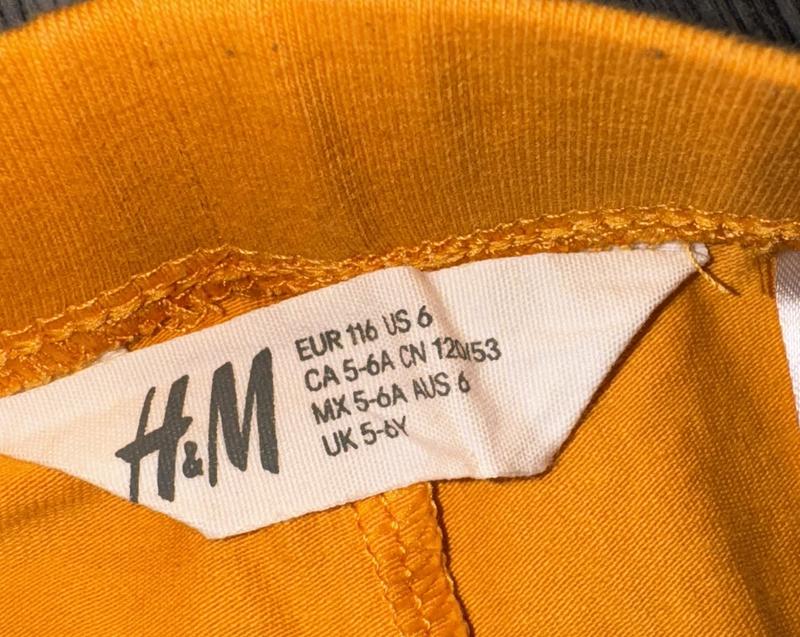 H&M
EUR 116 US 6
CA 5-6A CN 120/53
MX 5-6A AUS 6
UK 5-6Y